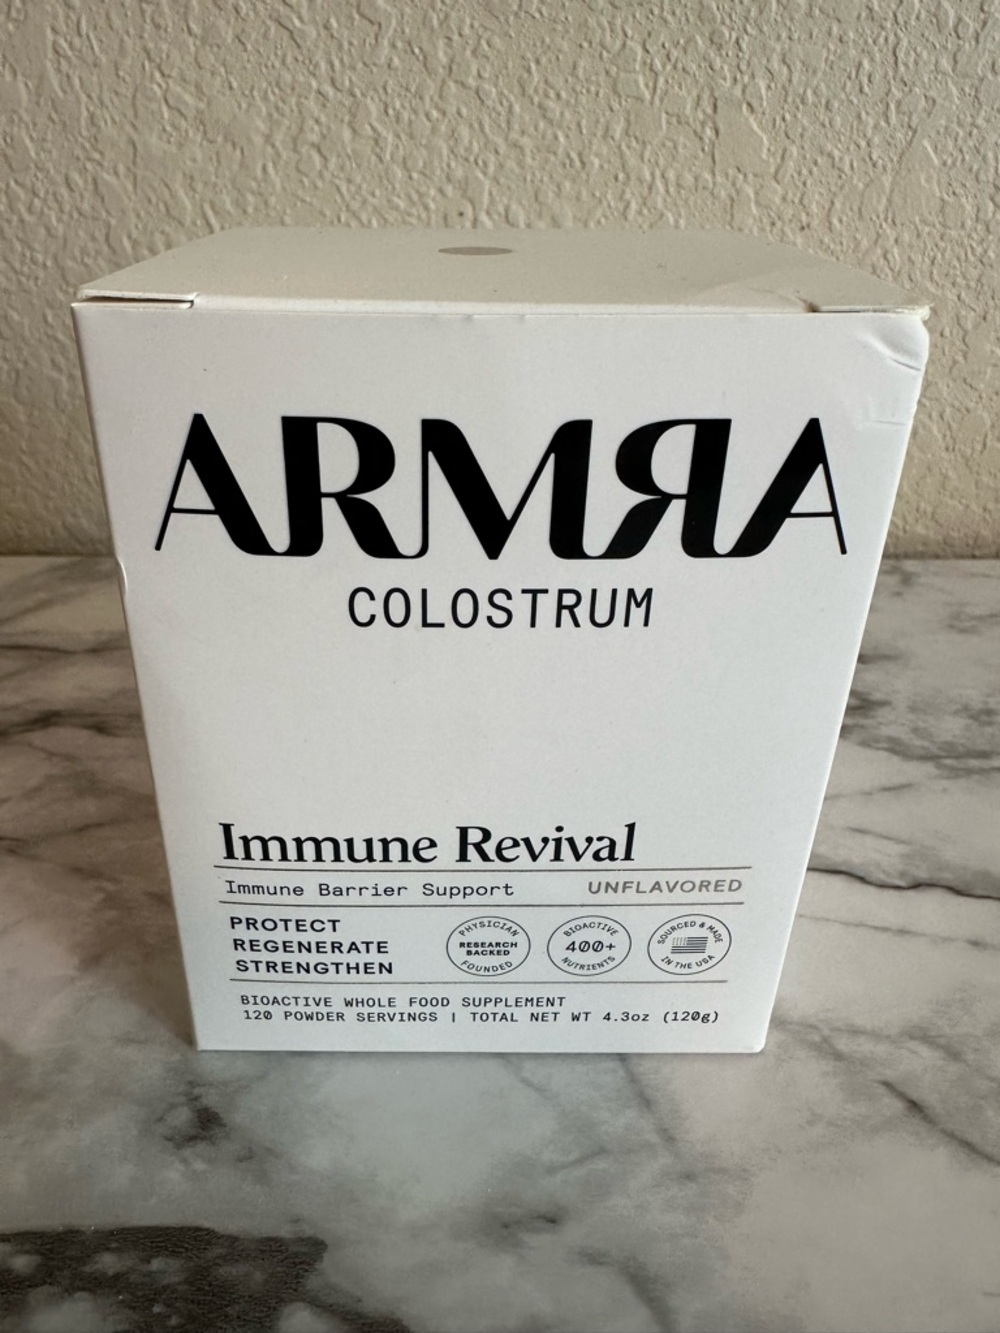 ARMRA
COLOSTRUM
Immune Revival
Immune Barrier Support UNFLAVORED
PROTECT
REGENERATE
STRENGTHEN
PHYSICIAN
RESEARCH
BACKED
FOUNDED
BIOACTIVE
400+
NUTRIENTS
SOURCED & MADE
IN THE USA
BIOACTIVE WHOLE FOOD SUPPLEMENT
120 POWDER SERVINGS | TOTAL NET WT 4.3oz (120g)